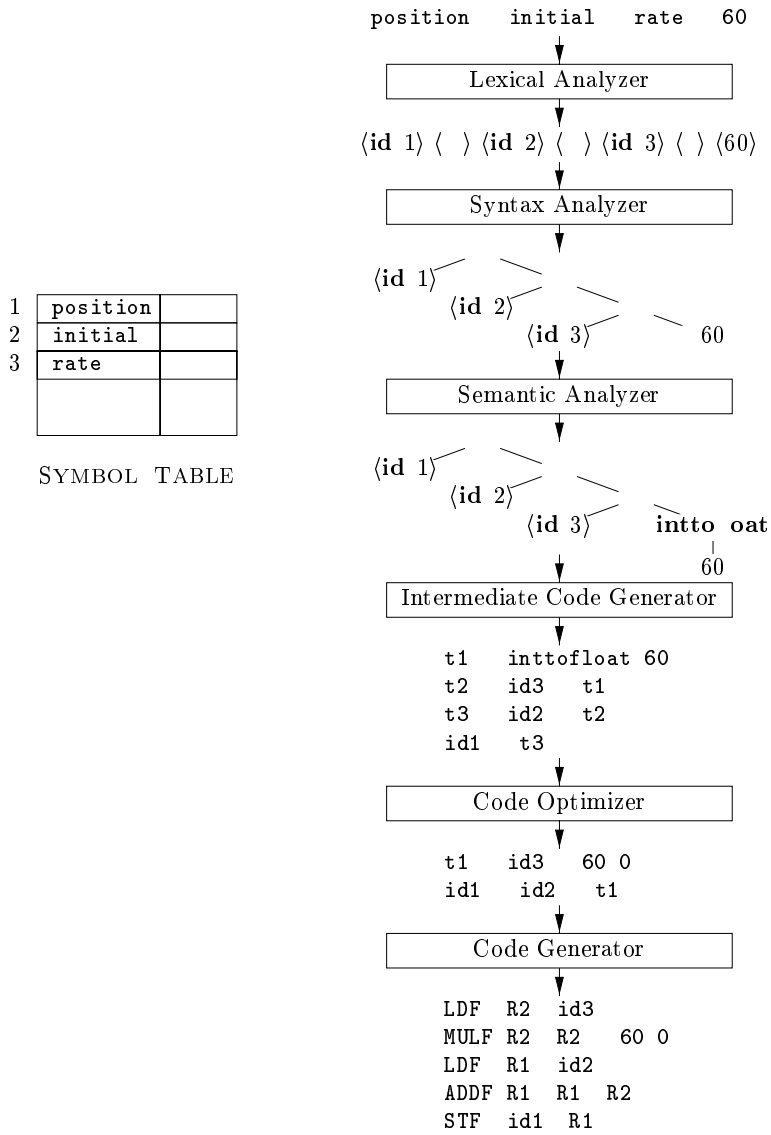 position initial rate 60
Lexical Analyzer
⟨id 1⟩ ⟨ ⟩ ⟨id 2⟩ ⟨ ⟩ ⟨id 3⟩ ⟨ ⟩ ⟨60⟩
Syntax Analyzer
⟨id 1⟩
⟨id 2⟩
⟨id 3⟩ 60
1 position
2 initial
3 rate
SYMBOL TABLE
Semantic Analyzer
⟨id 1⟩
⟨id 2⟩
⟨id 3⟩ intto oat
60
Intermediate Code Generator
t1 inttofloat 60
t2 id3 t1
t3 id2 t2
id1 t3
Code Optimizer
t1 id3 60 0
id1 id2 t1
Code Generator
LDF R2 id3
MULF R2 R2 60 0
LDF R1 id2
ADDF R1 R1 R2
STF id1 R1